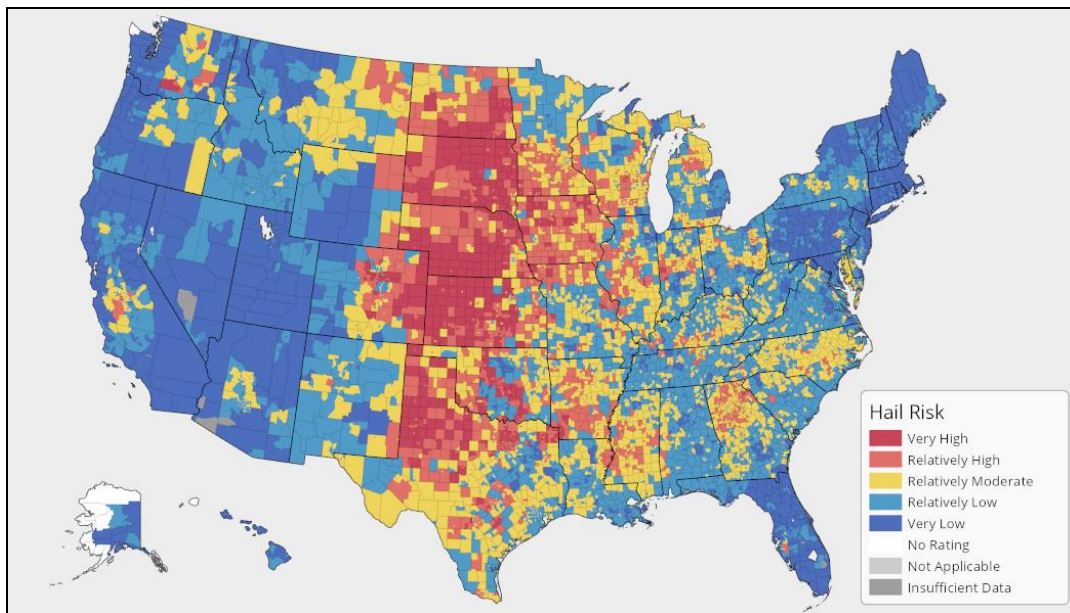 Hail Risk
Very High
Relatively High
Relatively Moderate
Relatively Low
Very Low
No Rating
Not Applicable
Insufficient Data